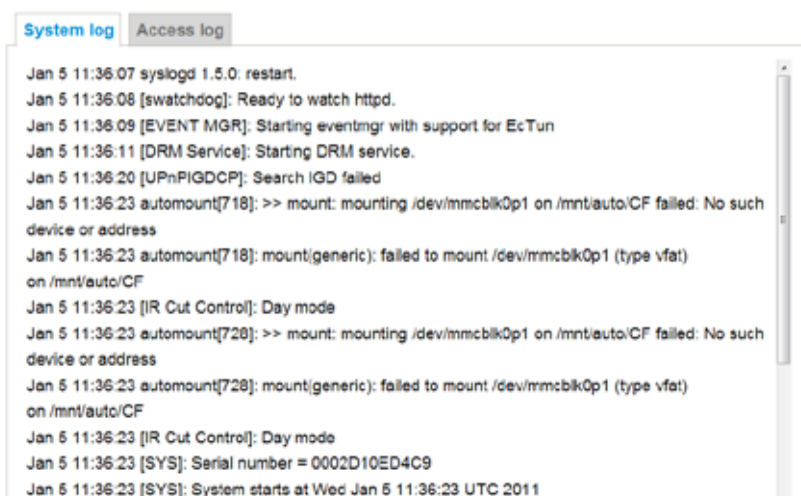 System log Access log
Jan 5 11:36:07 syslogd 1.5.0: restart.
Jan 5 11:36:08 [swatchdog]: Ready to watch httpd.
Jan 5 11:36:09 [EVENT MGR]: Starting eventmgr with support for EcTun
Jan 5 11:36:11 [DRM Service]: Starting DRM service.
Jan 5 11:36:20 [UPnPIGDCP]: Search IGD failed
Jan 5 11:36:23 automount[718]: >> mount: mounting /dev/mmcblk0p1 on /mnt/auto/CF failed: No such
device or address
Jan 5 11:36:23 automount[718]: mount(generic): failed to mount /dev/mmcblk0p1 (type vfat)
on /mnt/auto/CF
Jan 5 11:36:23 [IR Cut Control]: Day mode
Jan 5 11:36:23 automount[728]: >> mount: mounting /dev/mmcblk0p1 on /mnt/auto/CF failed: No such
device or address
Jan 5 11:36:23 automount[728]: mount(generic): failed to mount /dev/mmcblk0p1 (type vfat)
on /mnt/auto/CF
Jan 5 11:36:23 [IR Cut Control]: Day mode
Jan 5 11:36:23 [SYS]: Serial number = 0002D10ED4C9
Jan 5 11:36:23 [SYS]: System starts at Wed Jan 5 11:36:23 UTC 2011